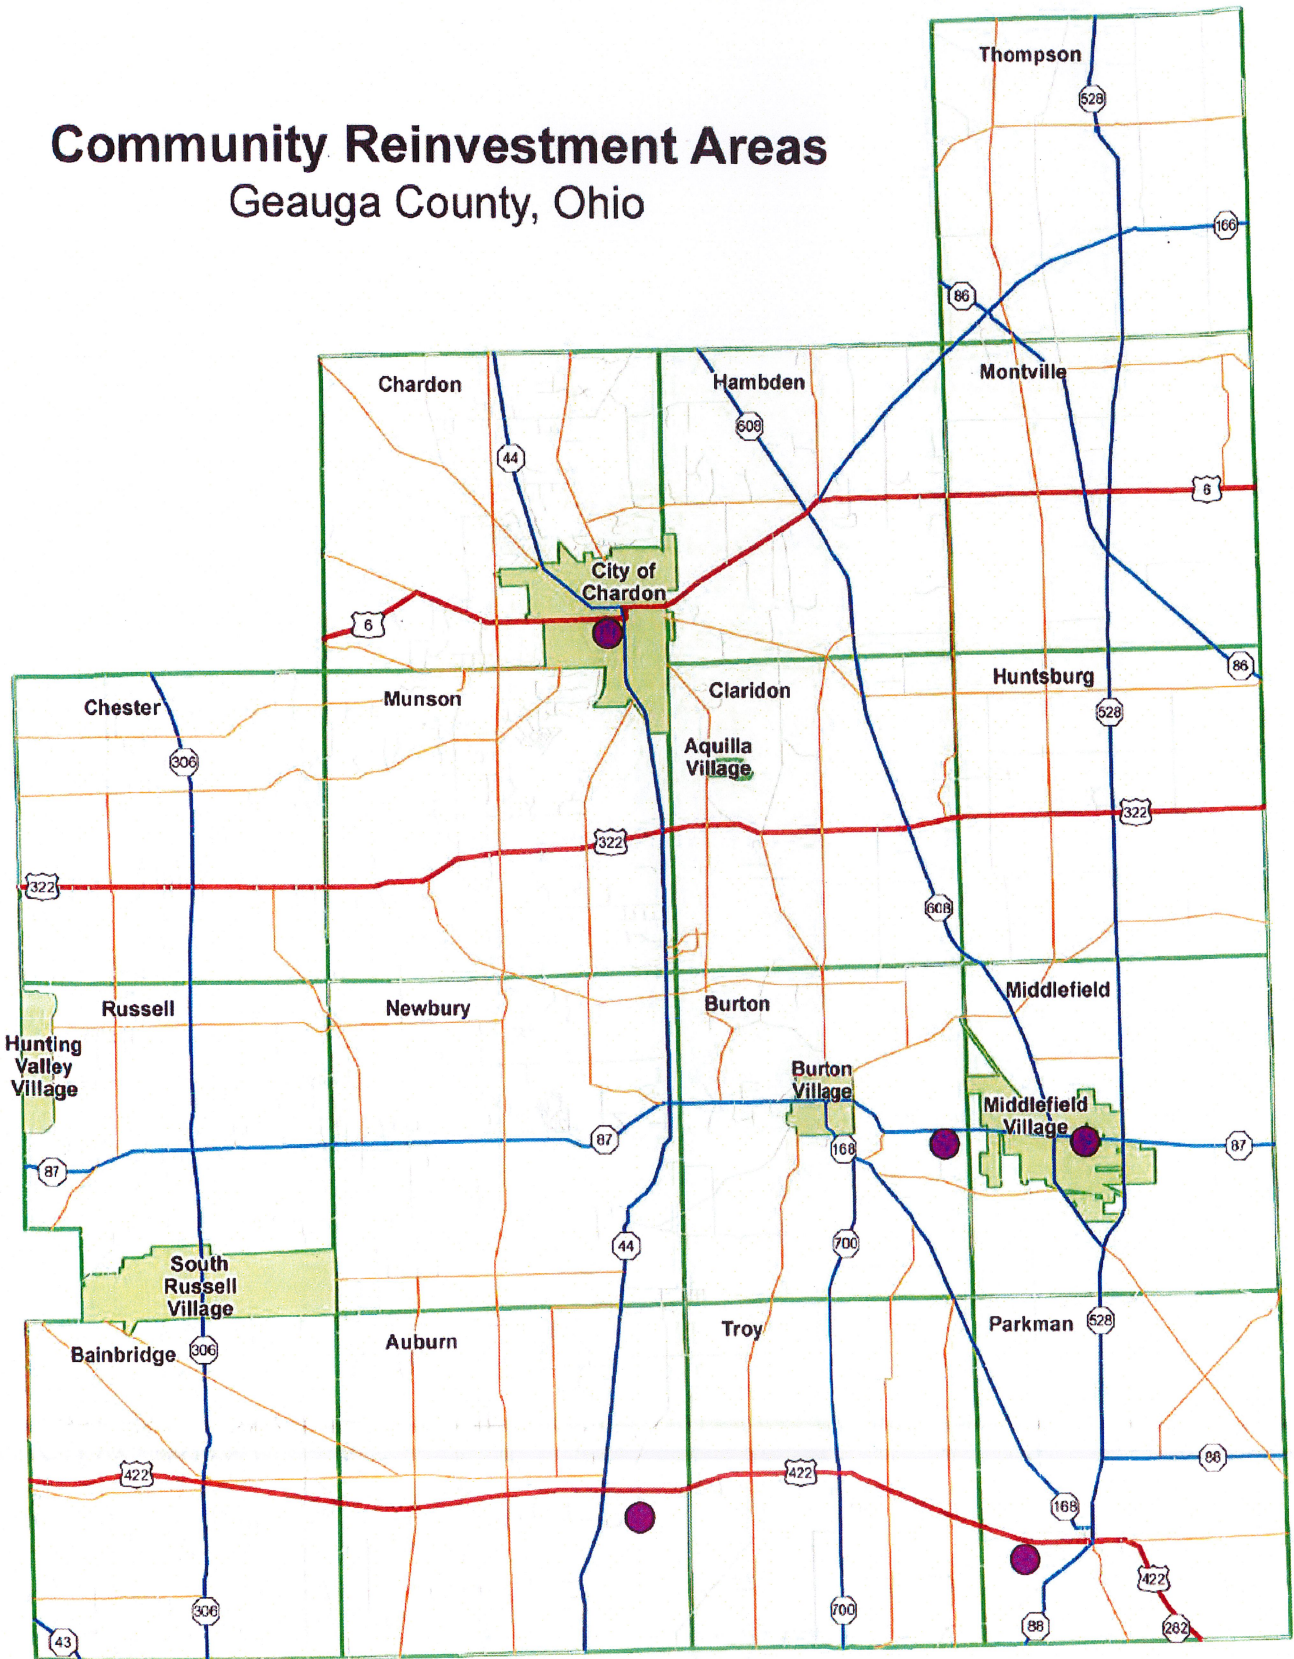 Community Reinvestment Areas
Geauga County, Ohio
Thompson
528
166
86
Chardon
Hambden
Montville
608
44
6
City of
Chardon
6
86
Huntsburg
Claridon
Munson
Chester
528
Aquilla
Village
306
322
322
322
608
Middlefield
Burton
Newbury
Russell
Hunting
Valley
Village
Burton
Village
Middlefield
Village
87
168
87
87
700
44
South
Russell
Village
528
Parkman
Troy
Auburn
306
Bainbridge
88
422
422
168
422
306
700
88
282
43